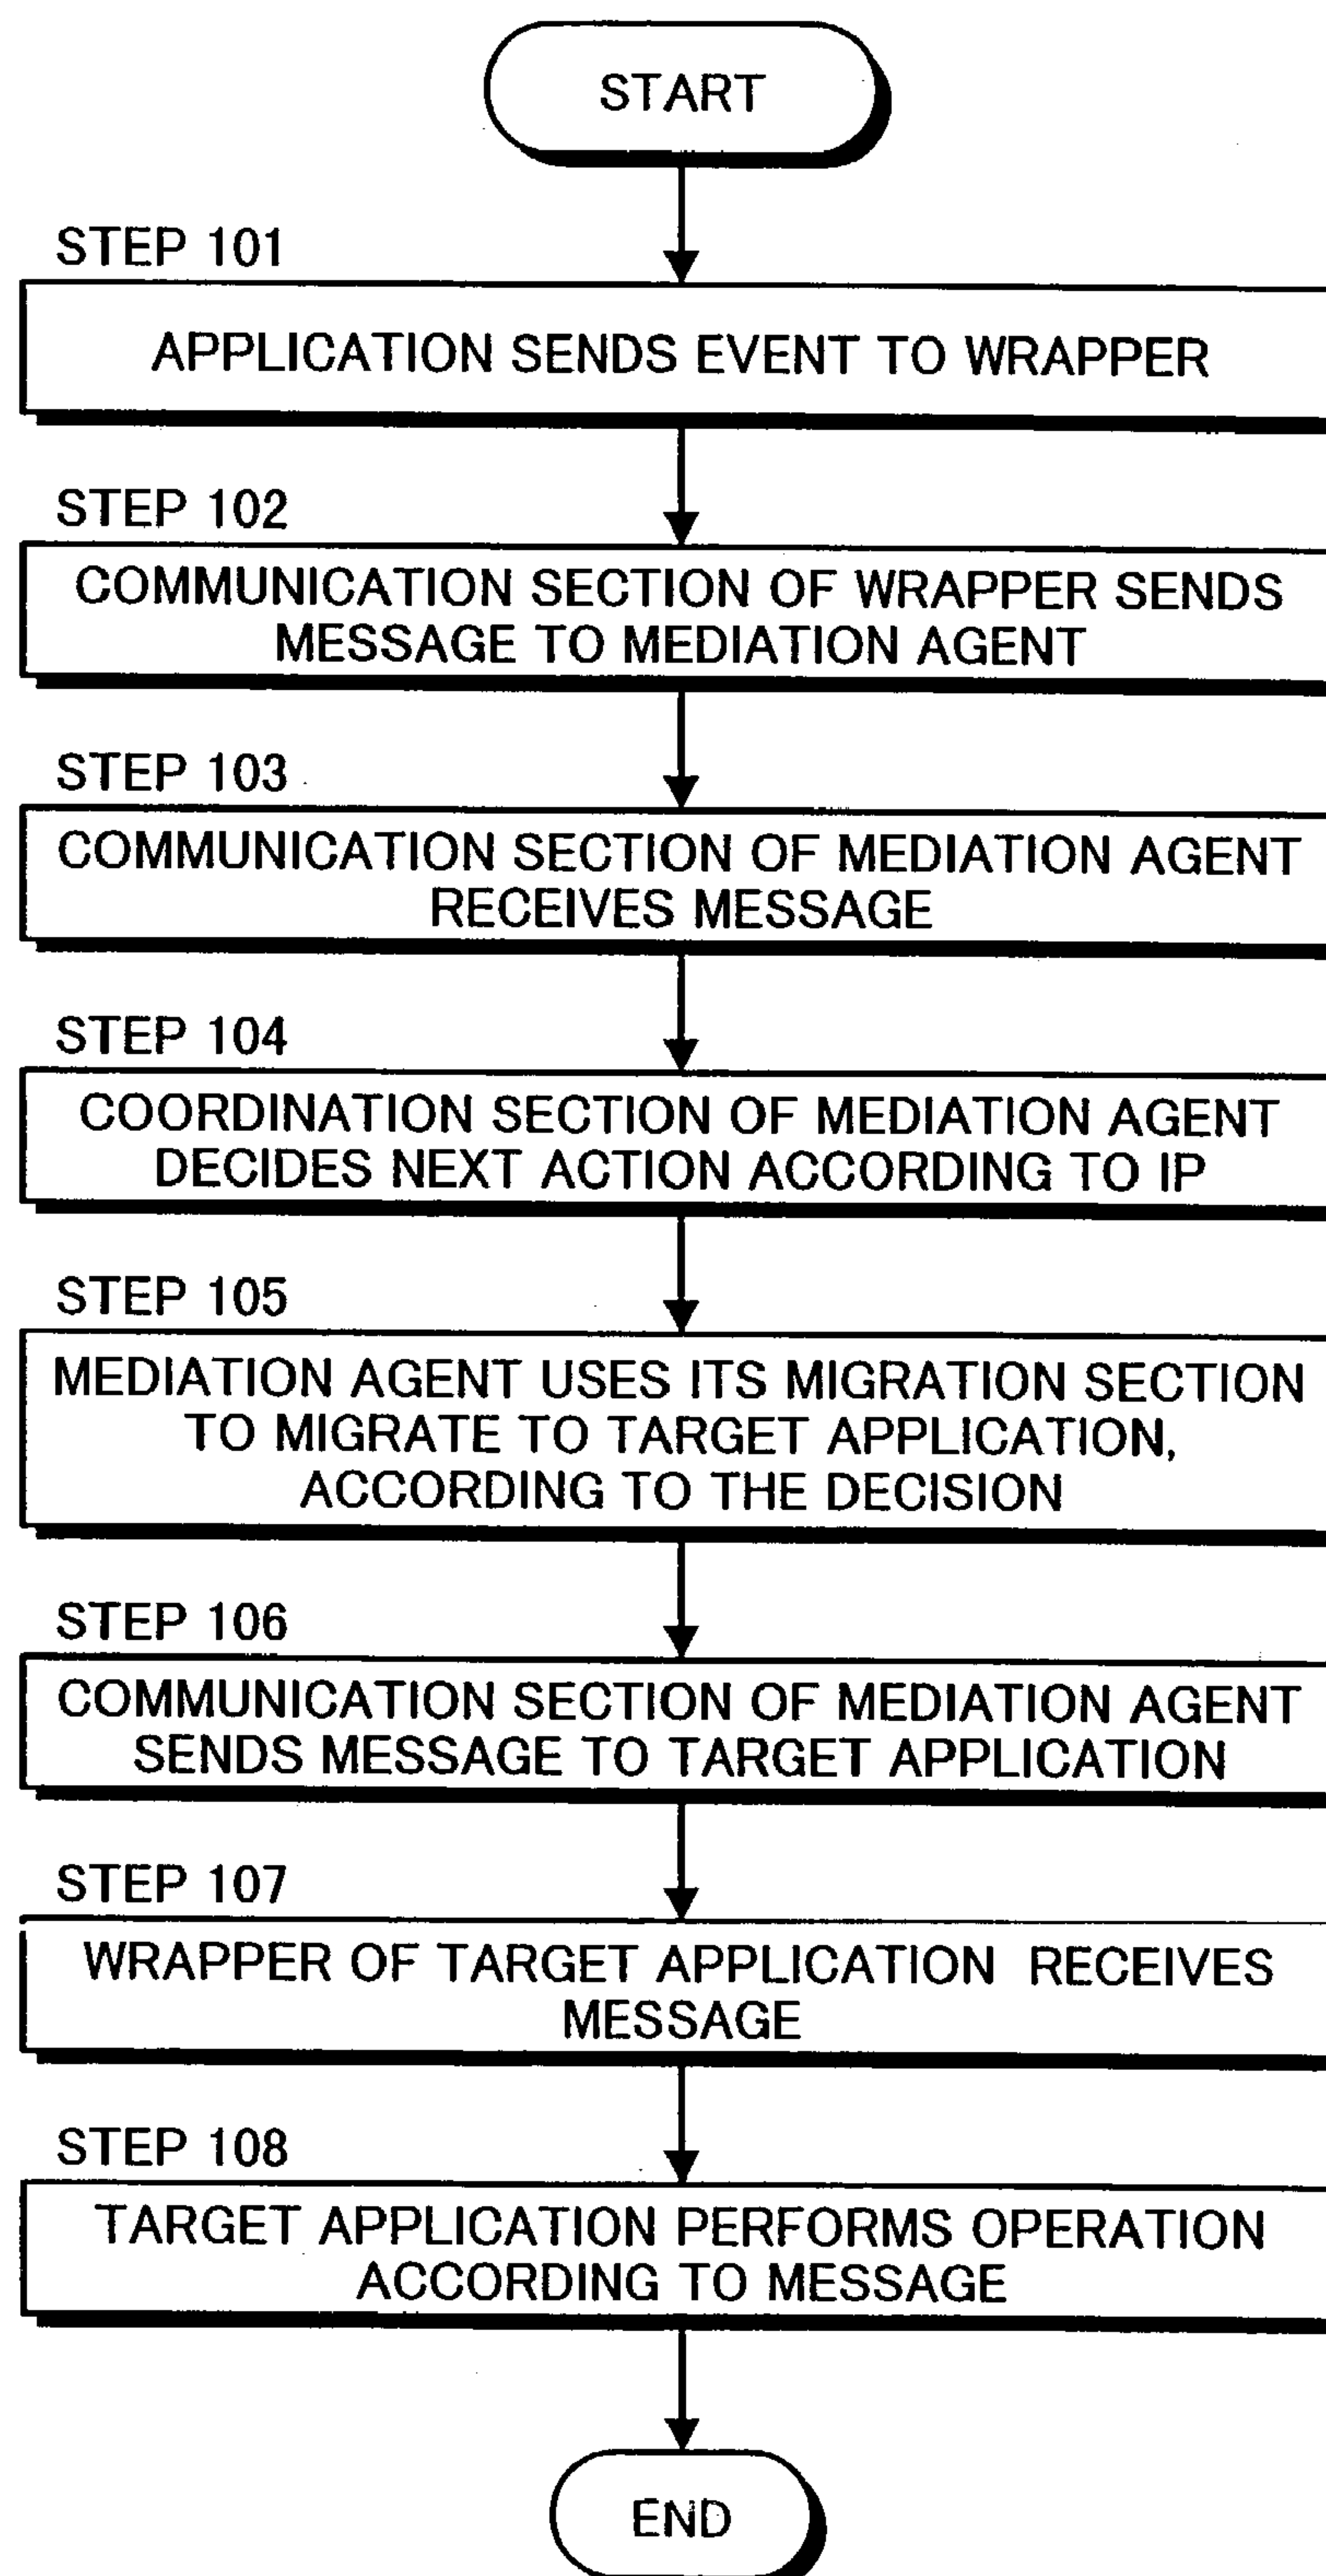 START
STEP 101
APPLICATION SENDS EVENT TO WRAPPER
STEP 102
COMMUNICATION SECTION OF WRAPPER SENDS
MESSAGE TO MEDIATION AGENT
STEP 103
COMMUNICATION SECTION OF MEDIATION AGENT
RECEIVES MESSAGE
STEP 104
COORDINATION SECTION OF MEDIATION AGENT
DECIDES NEXT ACTION ACCORDING TO IP
STEP 105
MEDIATION AGENT USES ITS MIGRATION SECTION
TO MIGRATE TO TARGET APPLICATION,
ACCORDING TO THE DECISION
STEP 106
COMMUNICATION SECTION OF MEDIATION AGENT
SENDS MESSAGE TO TARGET APPLICATION
STEP 107
WRAPPER OF TARGET APPLICATION RECEIVES
MESSAGE
STEP 108
TARGET APPLICATION PERFORMS OPERATION
ACCORDING TO MESSAGE
END